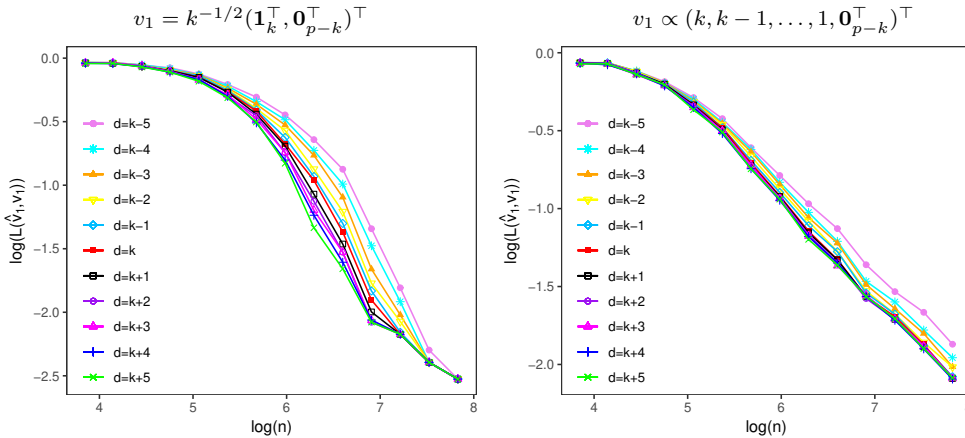 v₁ = k^{−1/2}(1ₖ^⊤, 0_{p−k}^⊤)^⊤
0.0
−0.5
−1.0
−1.5
−2.0
−2.5
log(L(v̂₁,v₁))
d=k−5
d=k−4
d=k−3
d=k−2
d=k−1
d=k
d=k+1
d=k+2
d=k+3
d=k+4
d=k+5
4
5
6
7
8
log(n)
v₁ ∝ (k, k − 1, . . . , 1, 0_{p−k}^⊤)^⊤
0.0
−0.5
−1.0
−1.5
−2.0
log(L(v̂₁,v₁))
d=k−5
d=k−4
d=k−3
d=k−2
d=k−1
d=k
d=k+1
d=k+2
d=k+3
d=k+4
d=k+5
4
5
6
7
log(n)